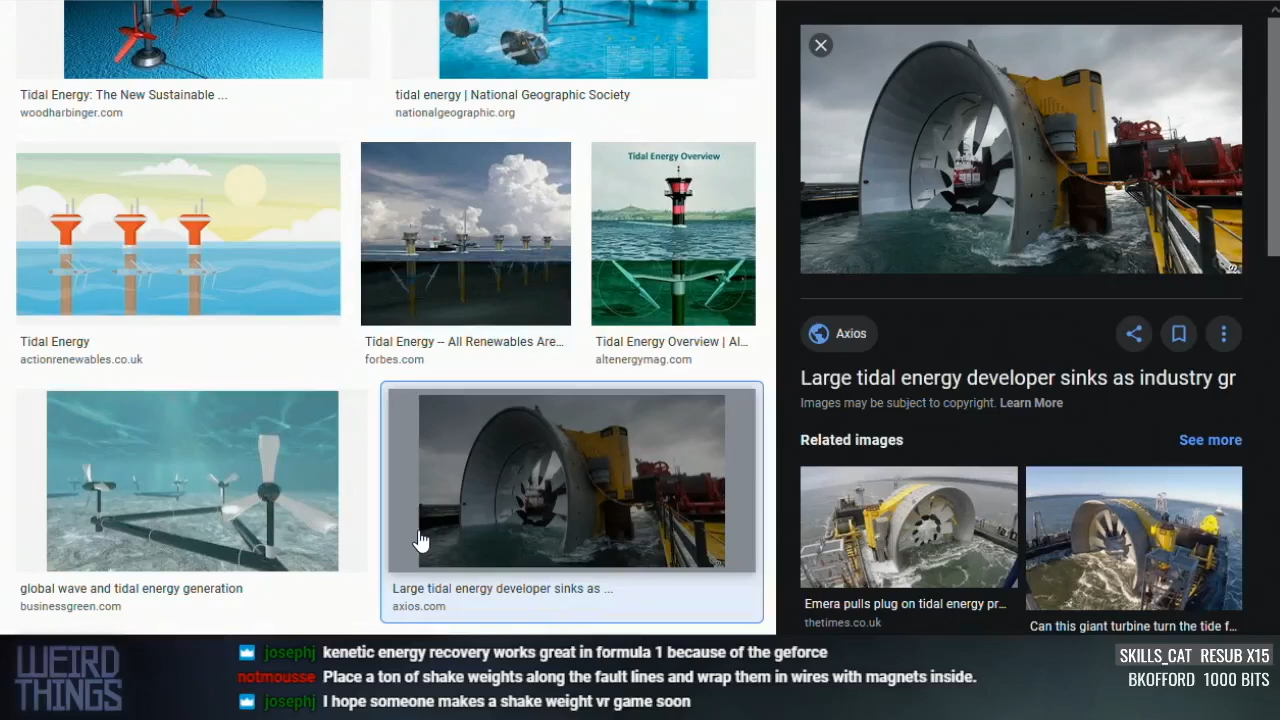 Tidal Energy: The New Sustainable ...
woodharbinger.com
tidal energy | National Geographic Society
nationalgeographic.org
Tidal Energy Overview
Tidal Energy
actionrenewables.co.uk
Tidal Energy -- All Renewables Are...
forbes.com
Tidal Energy Overview | Al...
altenergymag.com
global wave and tidal energy generation
businessgreen.com
Large tidal energy developer sinks as ...
axios.com
Axios
Large tidal energy developer sinks as industry gr
Images may be subject to copyright. Learn More
Related images
See more
Emera pulls plug on tidal energy pr...
thetimes.co.uk
Can this giant turbine turn the tide f...
WEIRD
THINGS
josephj kenetic energy recovery works great in formula 1 because of the geforce
notmousse Place a ton of shake weights along the fault lines and wrap them in wires with magnets inside.
josephj I hope someone makes a shake weight vr game soon
SKILLS_CAT RESUB X15
BKOFFORD 1000 BITS